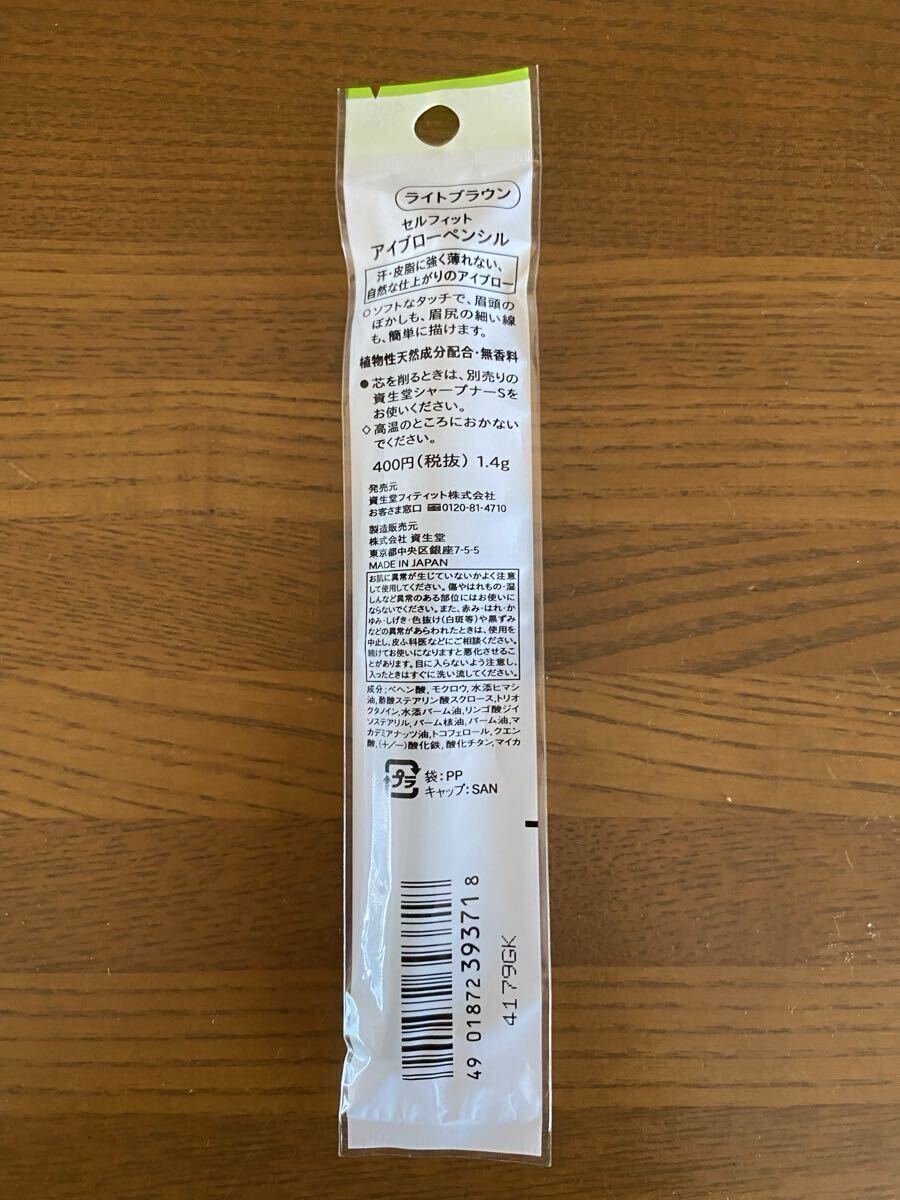 ライトブラウン
セルフィット
アイブローペンシル
汗・皮脂に強く薄れない、
自然な仕上がりのアイブロー
○ソフトなタッチで、眉頭の
ぼかしも、眉尻の細い線
も、簡単に描けます。
植物性天然成分配合・無香料
●芯を削るときは、別売りの
資生堂シャープナーSを
お使いください。
◇高温のところにおかない
でください。
400円(税抜) 1.4g
発売元
資生堂フィティット株式会社
お客さま窓口 0120-81-4710
製造販売元
株式会社 資生堂
東京都中央区銀座7-5-5
MADE IN JAPAN
お肌に異常が生じていないかよく注意
して使用してください。傷やはれもの・湿
しんなど異常のある部位にはお使いに
ならないでください。また、赤み・はれ・か
ゆみ・しげき・色抜け(白斑等)や黒ずみ
などの異常があらわれたときは、使用を
中止し、皮ふ科医などにご相談ください。
続けてお使いになりますと悪化させるこ
とがあります。目に入らないよう注意し、
入ったときはすぐに洗い流してください。
成分:ベヘン酸,モクロウ,水添ヒマシ
油,酢酸ステアリン酸スクロース,トリオ
クタノイン,水添パーム油,リンゴ酸ジイ
ソステアリル,パーム核油,パーム油,マ
カデミアナッツ油,トコフェロール,クエン
酸,(+/−)酸化鉄,酸化チタン,マイカ
プラ
袋:PP
キャップ:SAN
49 01872 39371 8
4179GK